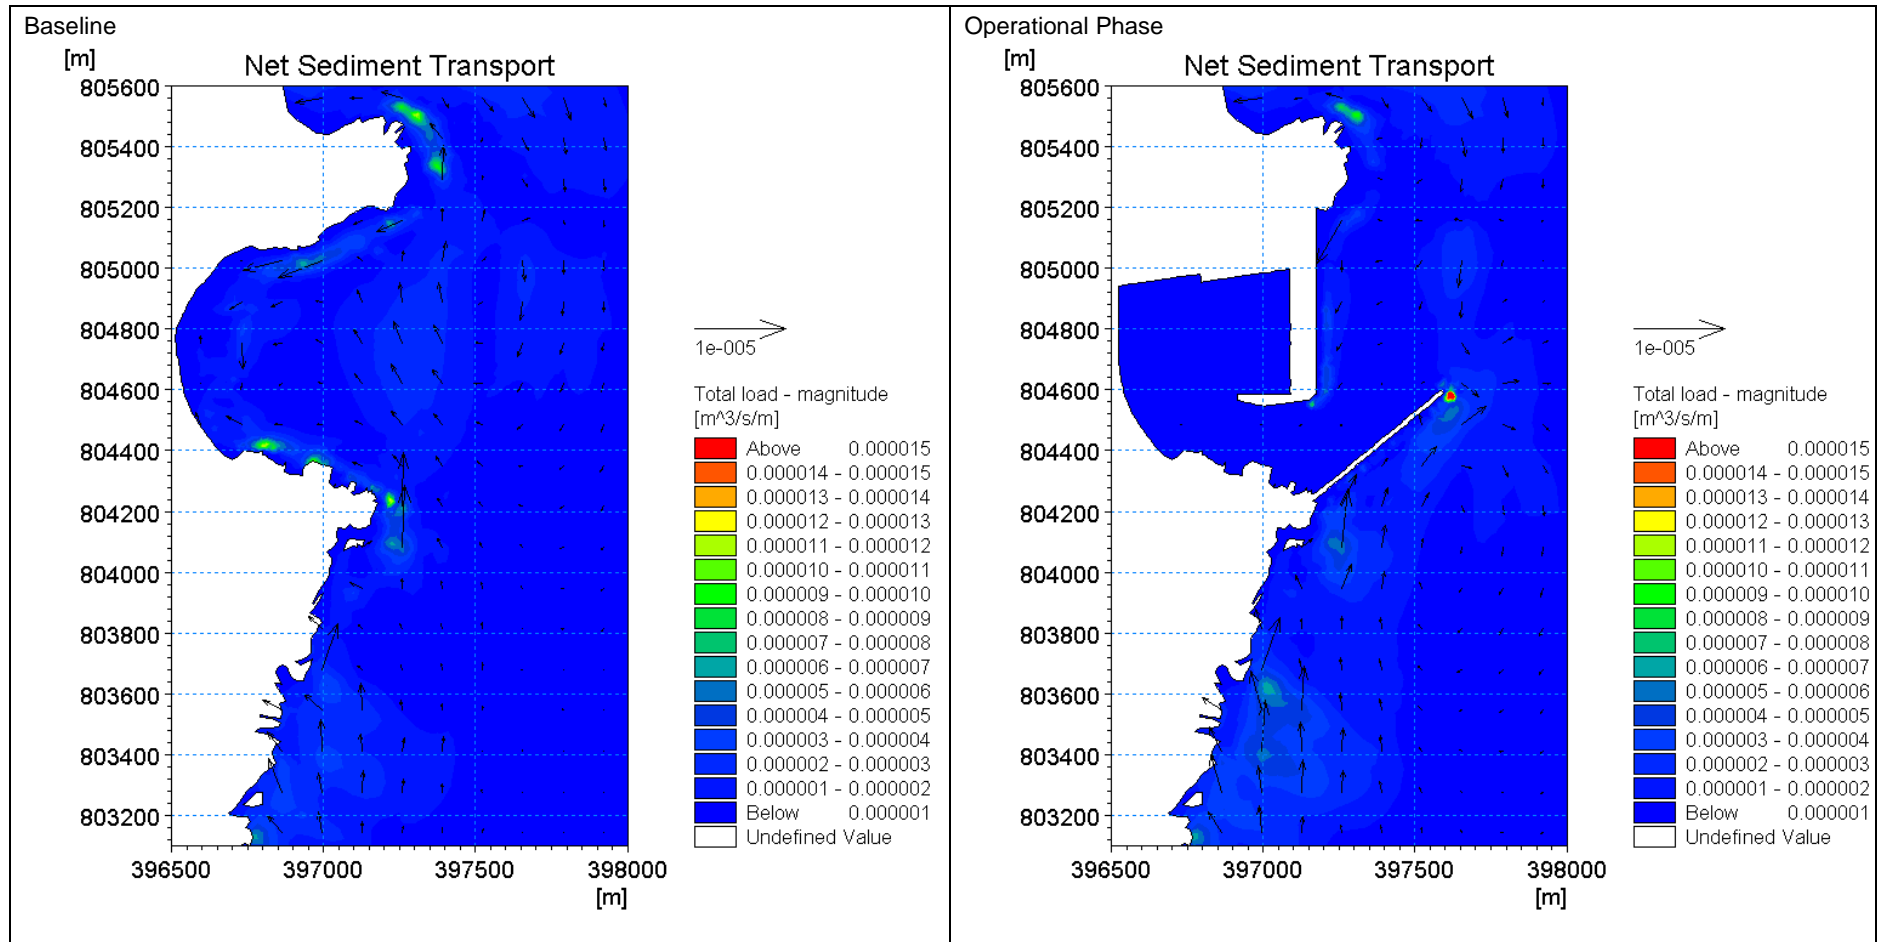 Baseline
[m]
Net Sediment Transport
805600
805400
805200
805000
804800
804600
804400
804200
804000
803800
803600
803400
803200
396500 397000 397500 398000
[m]
1e-005
Total load - magnitude
[m^3/s/m]
Above 0.000015
0.000014 - 0.000015
0.000013 - 0.000014
0.000012 - 0.000013
0.000011 - 0.000012
0.000010 - 0.000011
0.000009 - 0.000010
0.000008 - 0.000009
0.000007 - 0.000008
0.000006 - 0.000007
0.000005 - 0.000006
0.000004 - 0.000005
0.000003 - 0.000004
0.000002 - 0.000003
0.000001 - 0.000002
Below 0.000001
Undefined Value
Operational Phase
[m]
Net Sediment Transport
805600
805400
805200
805000
804800
804600
804400
804200
804000
803800
803600
803400
803200
396500 397000 397500 398000
[m]
1e-005
Total load - magnitude
[m^3/s/m]
Above 0.000015
0.000014 - 0.000015
0.000013 - 0.000014
0.000012 - 0.000013
0.000011 - 0.000012
0.000010 - 0.000011
0.000009 - 0.000010
0.000008 - 0.000009
0.000007 - 0.000008
0.000006 - 0.000007
0.000005 - 0.000006
0.000004 - 0.000005
0.000003 - 0.000004
0.000002 - 0.000003
0.000001 - 0.000002
Below 0.000001
Undefined Value